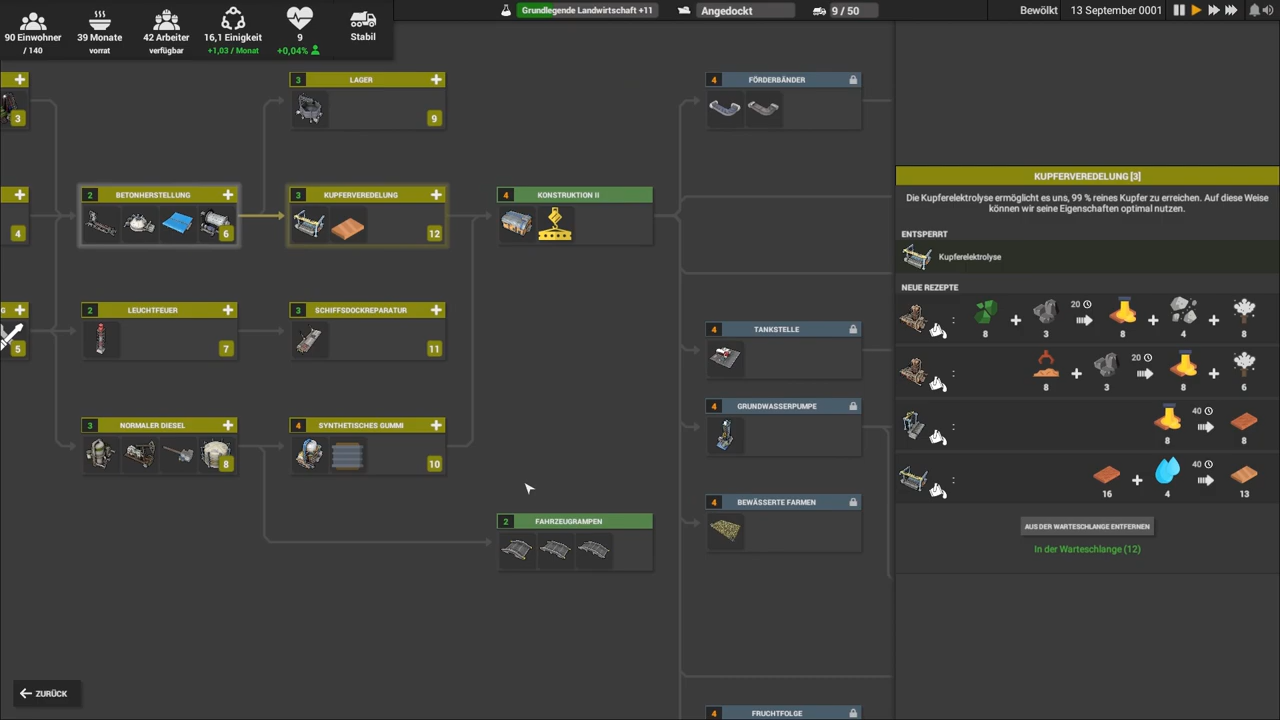 90 Einwohner
/ 140
39 Monate
vorrat
42 Arbeiter
verfügbar
16,1 Einigkeit
+1,03 / Monat
9
+0,04%
Stabil
Grundlegende Landwirtschaft +11
Angedockt
9 / 50
Bewölkt
13 September 0001
3
4
G
5
2 BETONHERSTELLUNG
6
2 LEUCHTFEUER
7
3 NORMALER DIESEL
8
3 LAGER
9
3 KUPFERVEREDELUNG
12
3 SCHIFFSDOCKREPARATUR
11
4 SYNTHETISCHES GUMMI
10
4 KONSTRUKTION II
2 FAHRZEUGRAMPEN
4 FÖRDERBÄNDER
4 TANKSTELLE
4 GRUNDWASSERPUMPE
4 BEWÄSSERTE FARMEN
4 FRUCHTFOLGE
ZURÜCK
KUPFERVEREDELUNG [3]
Die Kupferelektrolyse ermöglicht es uns, 99 % reines Kupfer zu erreichen. Auf diese Weise
können wir seine Eigenschaften optimal nutzen.
ENTSPERRT
Kupferelektrolyse
NEUE REZEPTE
: 8 + 3 20 8 + 4 + 8
: 8 + 3 20 8 + 6
: 8 40 8
: 16 + 4 40 13
AUS DER WARTESCHLANGE ENTFERNEN
In der Warteschlange (12)